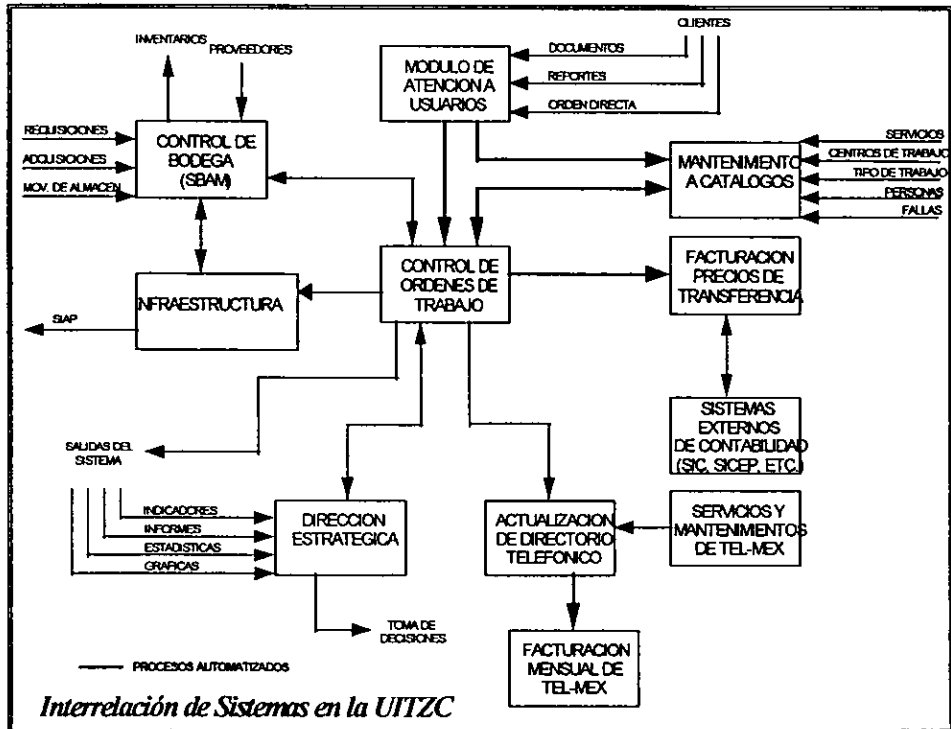 CLIENTES
INVENTARIOS
PROVEEDORES
DOCUMENTOS
REPORTES
ORDEN DIRECTA
MODULO DE
ATENCION A
USUARIOS
REQUISICIONES
ADQUISICIONES
MOV. DE ALMACEN
CONTROL DE
BODEGA
(SBAM)
MANTENIMIENTO
A CATALOGOS
SERVICIOS
CENTROS DE TRABAJO
TIPO DE TRABAJO
PERSONAS
FALLAS
CONTROL DE
ORDENES DE
TRABAJO
FACTURACION
PRECIOS DE
TRANSFERENCIA
INFRAESTRUCTURA
SIAP
SISTEMAS
EXTERNOS
DE CONTABILIDAD
(SIC, SICEP, ETC.)
SALIDAS DEL
SISTEMA
INDICADORES
INFORMES
ESTADISTICAS
GRAFICAS
DIRECCION
ESTRATEGICA
ACTUALIZACION
DE DIRECTORIO
TELEFONICO
SERVICIOS Y
MANTENIMIENTOS
DE TEL-MEX
TOMA DE
DECISIONES
FACTURACION
MENSUAL DE
TEL-MEX
PROCESOS AUTOMATIZADOS
Interrelación de Sistemas en la UITZC